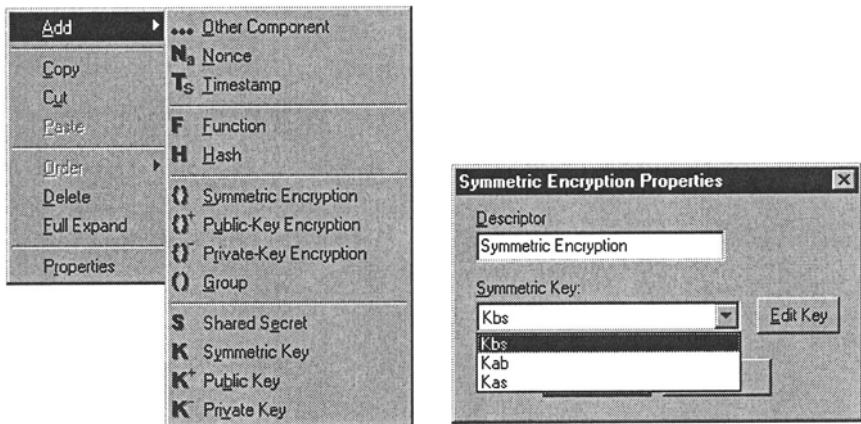 Add
Copy
Cut
Paste
Order
Delete
Full Expand
Properties
Other Component
Na Nonce
Ts Timestamp
F Function
H Hash
{} Symmetric Encryption
{}+ Public-Key Encryption
{}- Private-Key Encryption
() Group
S Shared Secret
K Symmetric Key
K+ Public Key
K- Private Key
Symmetric Encryption Properties
Descriptor
Symmetric Encryption
Symmetric Key:
Kbs
Edit Key
Kbs
Kab
Kas